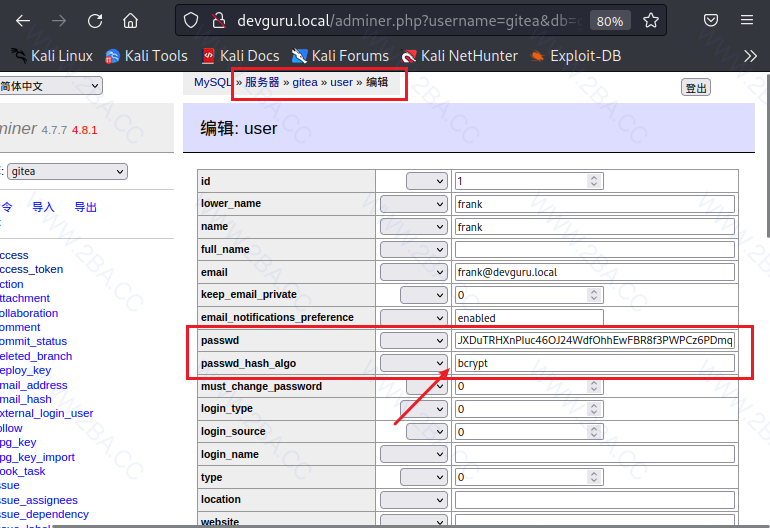 devguru.local/adminer.php?username=gitea&db= 80%
Kali Linux Kali Tools Kali Docs Kali Forums Kali NetHunter Exploit-DB
简体中文
MySQL » 服务器 » gitea » user » 编辑
登出
miner 4.7.7 4.8.1
编辑: user
gitea
令 导入 导出
id 1
lower_name frank
name frank
full_name
email frank@devguru.local
keep_email_private 0
email_notifications_preference enabled
passwd JXDuTRHXnPIuc46OJ24WdfOhhEwFBR8f3PWPCz6PDmq
passwd_hash_algo bcrypt
must_change_password 0
login_type 0
login_source 0
login_name
type 0
location
website
ccess
ccess_token
ction
ttachment
ollaboration
omment
ommit_status
eleted_branch
eploy_key
mail_address
mail_hash
xternal_login_user
ollow
pg_key
pg_key_import
ook_task
ssue
ssue_assignees
ssue_dependency
WWW.2BA.CC